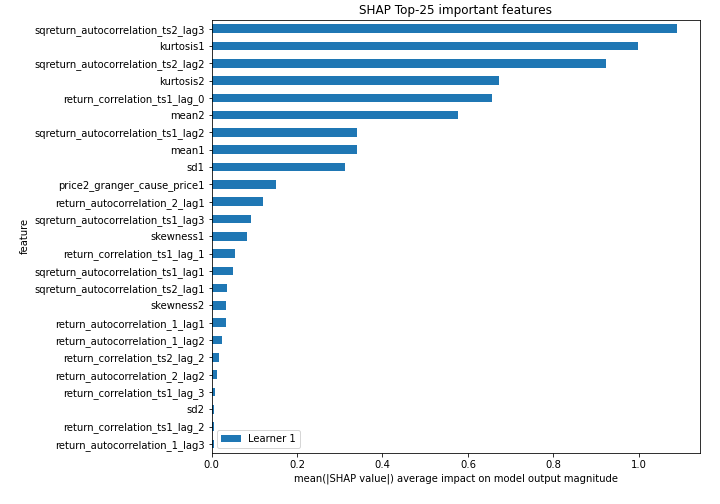 SHAP Top-25 important features
sqreturn_autocorrelation_ts2_lag3
kurtosis1
sqreturn_autocorrelation_ts2_lag2
kurtosis2
return_correlation_ts1_lag_0
mean2
sqreturn_autocorrelation_ts1_lag2
mean1
sd1
price2_granger_cause_price1
return_autocorrelation_2_lag1
sqreturn_autocorrelation_ts1_lag3
skewness1
return_correlation_ts1_lag_1
sqreturn_autocorrelation_ts1_lag1
sqreturn_autocorrelation_ts2_lag1
skewness2
return_autocorrelation_1_lag1
return_autocorrelation_1_lag2
return_correlation_ts2_lag_2
return_autocorrelation_2_lag2
return_correlation_ts1_lag_3
sd2
return_correlation_ts1_lag_2
return_autocorrelation_1_lag3
feature
Learner 1
0.0 0.2 0.4 0.6 0.8 1.0
mean(|SHAP value|) average impact on model output magnitude